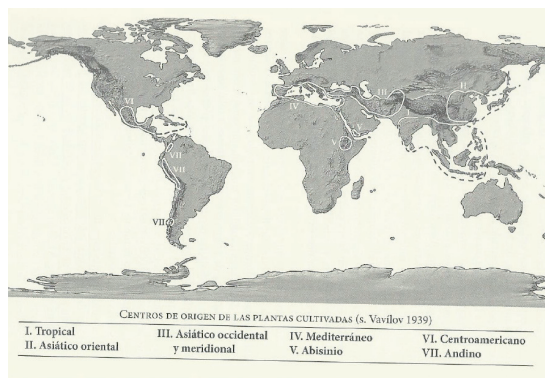 VI
IV
III
II
I
V
VII
VII
VII
CENTROS DE ORIGEN DE LAS PLANTAS CULTIVADAS (s. Vavílov 1939)
I. Tropical
II. Asiático oriental
III. Asiático occidental
y meridional
IV. Mediterráneo
V. Abisinio
VI. Centroamericano
VII. Andino